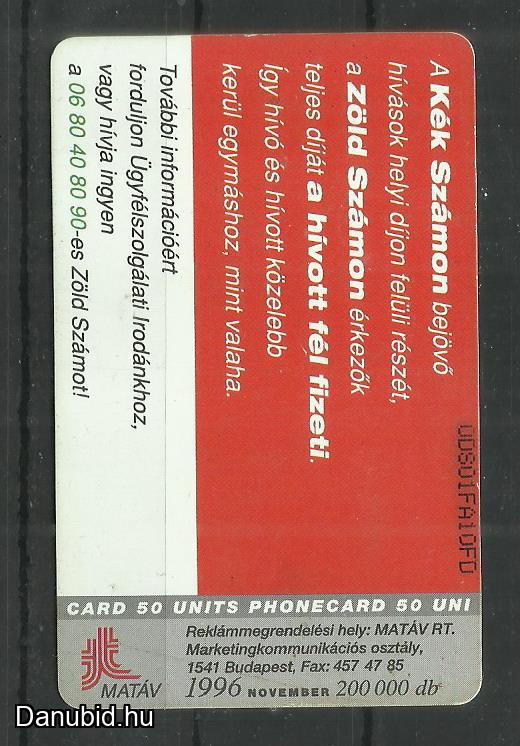 A Kék Számon bejövő
hívások helyi díjon felüli részét,
a Zöld Számon érkezők
teljes díját a hívott fél fizeti.
Így hívó és hívott közelebb
kerül egymáshoz, mint valaha.
További információért
forduljon Ügyfélszolgálati Irodánkhoz,
vagy hívja ingyen
a 06 80 40 80 90-es Zöld Számot!
CARD 50 UNITS PHONECARD 50 UNI
Reklámmegrendelési hely: MATÁV RT.
Marketingkommunikációs osztály,
1541 Budapest, Fax: 457 47 85
1996 NOVEMBER 200 000 db
MATÁV
Danubid.hu